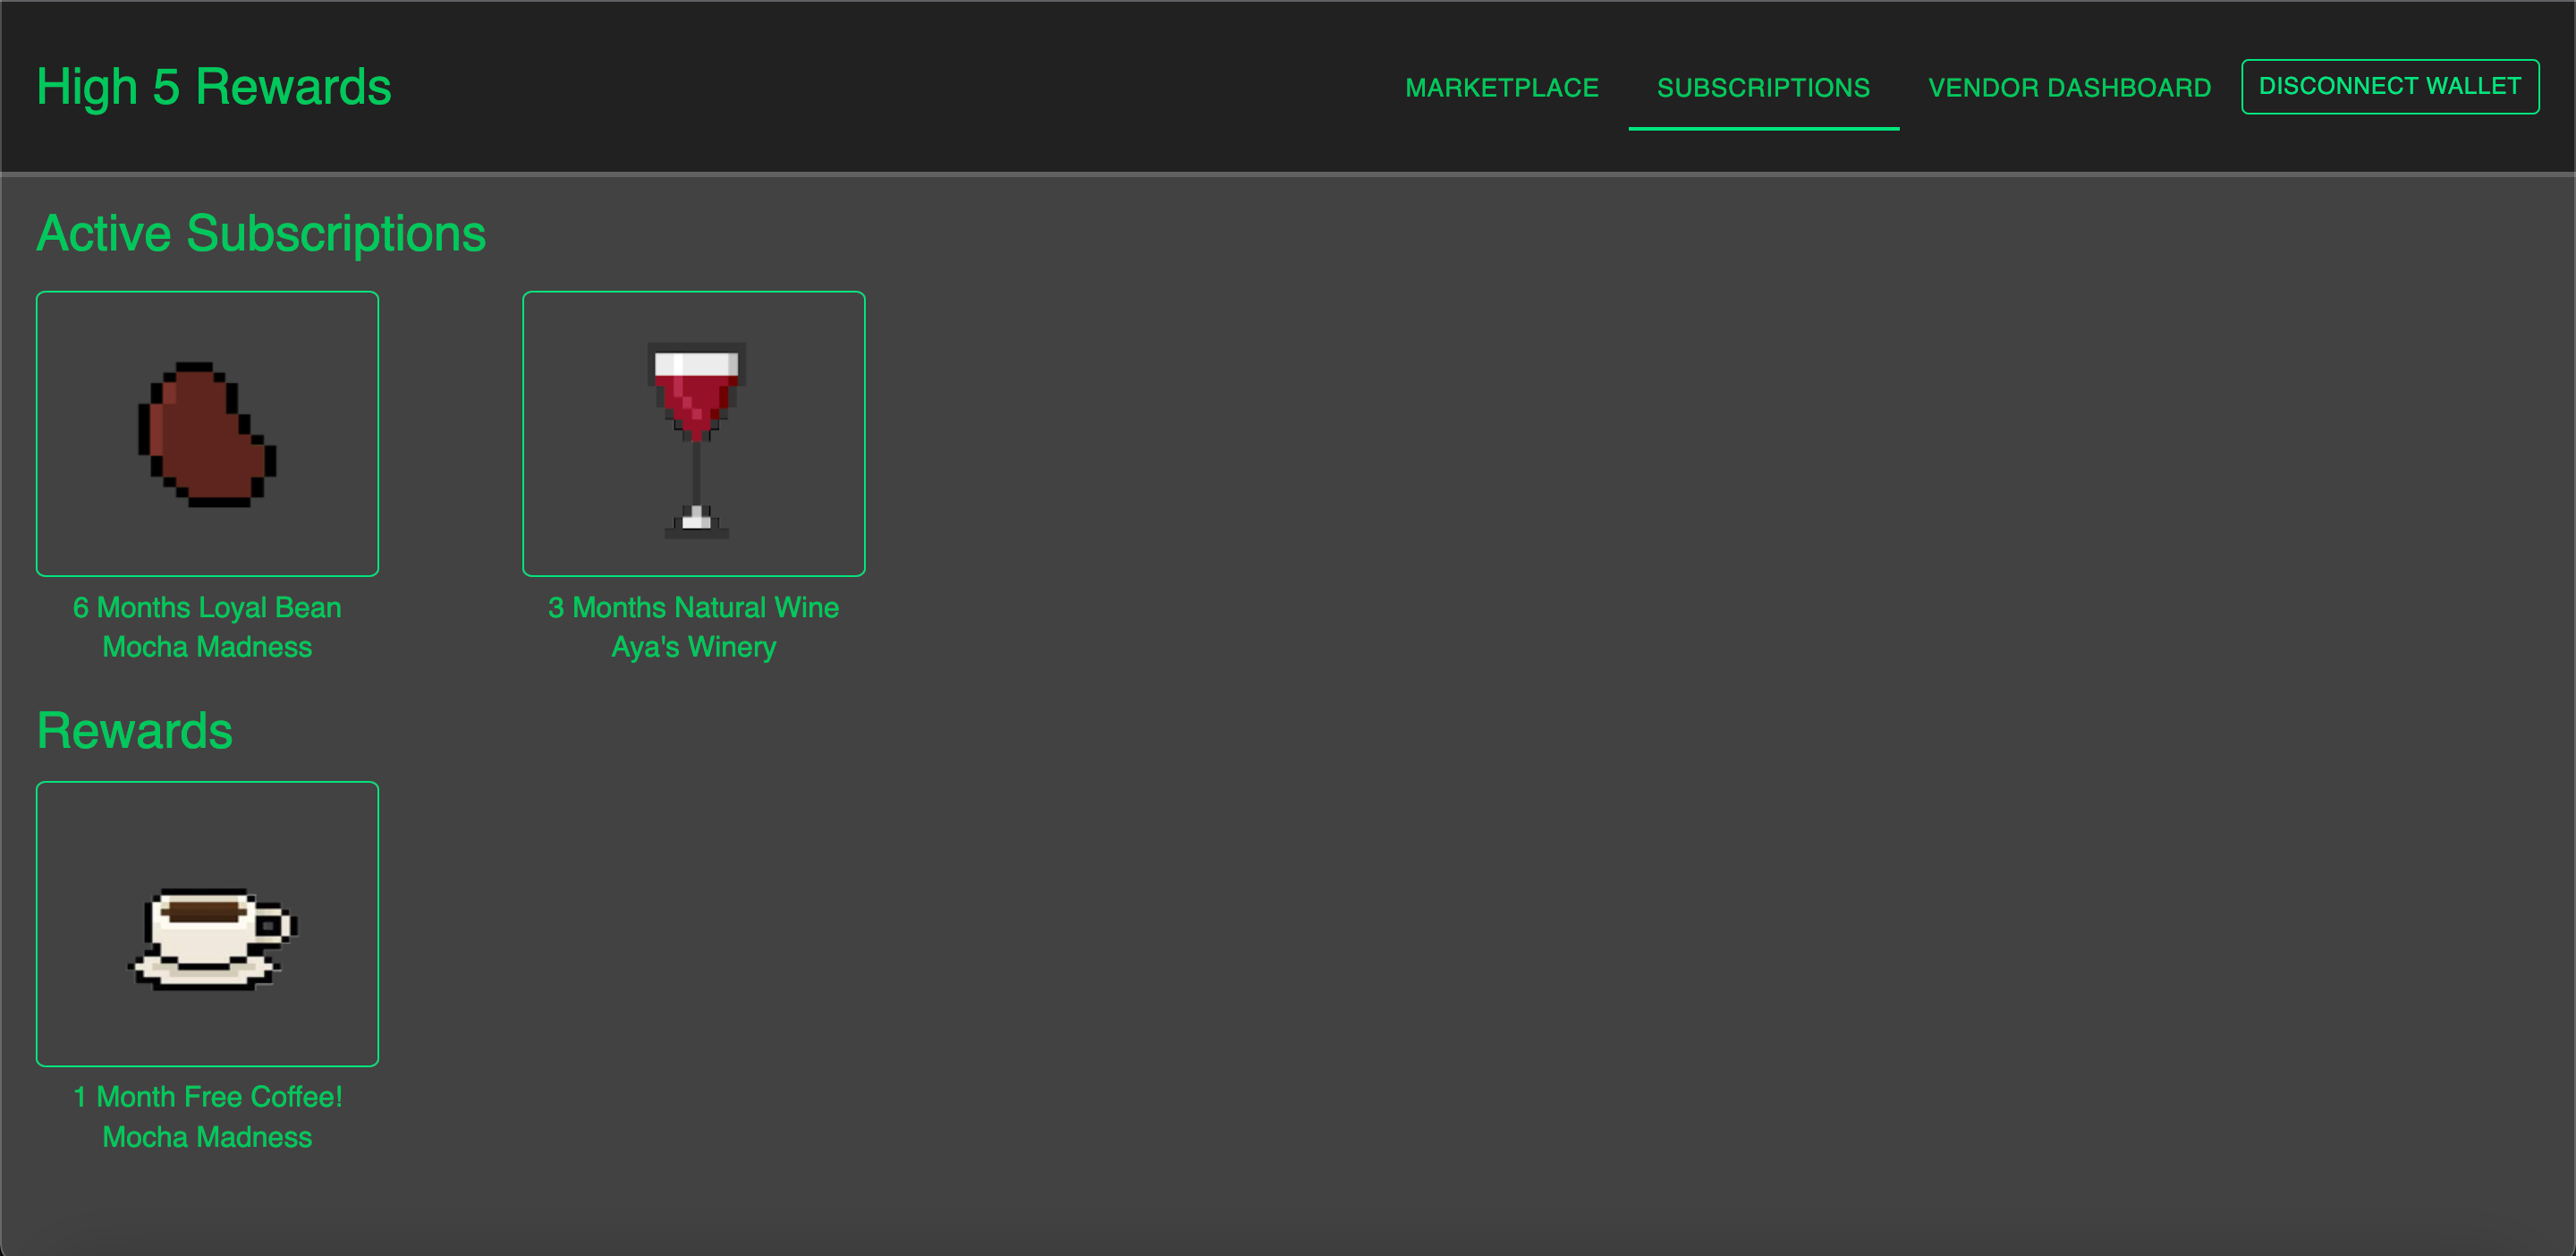 High 5 Rewards
MARKETPLACE
SUBSCRIPTIONS
VENDOR DASHBOARD
DISCONNECT WALLET
Active Subscriptions
6 Months Loyal Bean
Mocha Madness
3 Months Natural Wine
Aya's Winery
Rewards
1 Month Free Coffee!
Mocha Madness